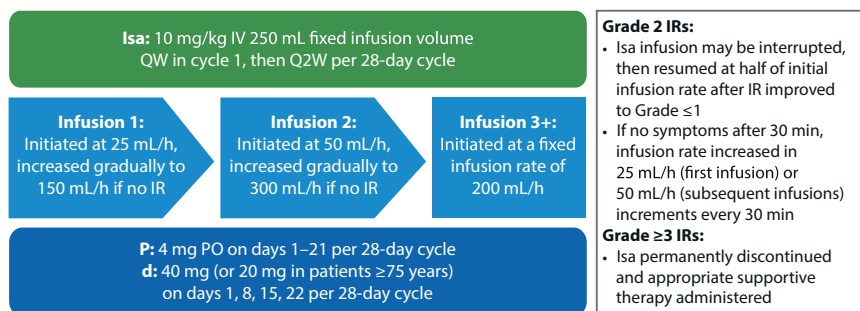 Isa: 10 mg/kg IV 250 mL fixed infusion volume
QW in cycle 1, then Q2W per 28-day cycle
Infusion 1:
Initiated at 25 mL/h,
increased gradually to
150 mL/h if no IR
Infusion 2:
Initiated at 50 mL/h,
increased gradually to
300 mL/h if no IR
Infusion 3+:
Initiated at a fixed
infusion rate of
200 mL/h
P: 4 mg PO on days 1–21 per 28-day cycle
d: 40 mg (or 20 mg in patients ≥75 years)
on days 1, 8, 15, 22 per 28-day cycle
Grade 2 IRs:
• Isa infusion may be interrupted,
then resumed at half of initial
infusion rate after IR improved
to Grade ≤1
• If no symptoms after 30 min,
infusion rate increased in
25 mL/h (first infusion) or
50 mL/h (subsequent infusions)
increments every 30 min
Grade ≥3 IRs:
• Isa permanently discontinued
and appropriate supportive
therapy administered